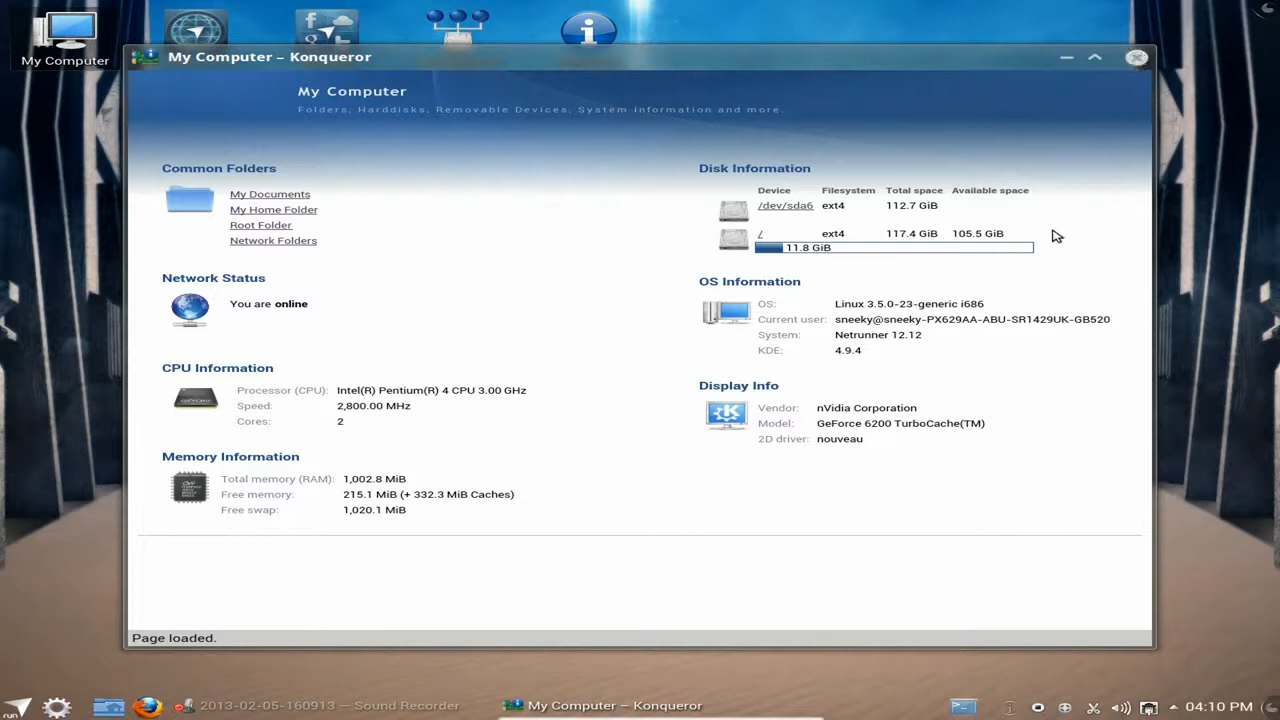 My Computer
My Computer – Konqueror
My Computer
Folders, Harddisks, Removable Devices, System information and more.
Common Folders
My Documents
My Home Folder
Root Folder
Network Folders
Network Status
You are online
CPU Information
Processor (CPU): Intel(R) Pentium(R) 4 CPU 3.00 GHz
Speed: 2,800.00 MHz
Cores: 2
Memory Information
Total memory (RAM): 1,002.8 MiB
Free memory: 215.1 MiB (+ 332.3 MiB Caches)
Free swap: 1,020.1 MiB
Disk Information
Device Filesystem Total space Available space
/dev/sda6 ext4 112.7 GiB
/ ext4 117.4 GiB 105.5 GiB
11.8 GiB
OS Information
OS: Linux 3.5.0-23-generic i686
Current user: sneeky@sneeky-PX629AA-ABU-SR1429UK-GB520
System: Netrunner 12.12
KDE: 4.9.4
Display Info
Vendor: nVidia Corporation
Model: GeForce 6200 TurboCache(TM)
2D driver: nouveau
Page loaded.
run
2013-02-05-160913 — Sound Recorder
My Computer – Konqueror
04:10 PM